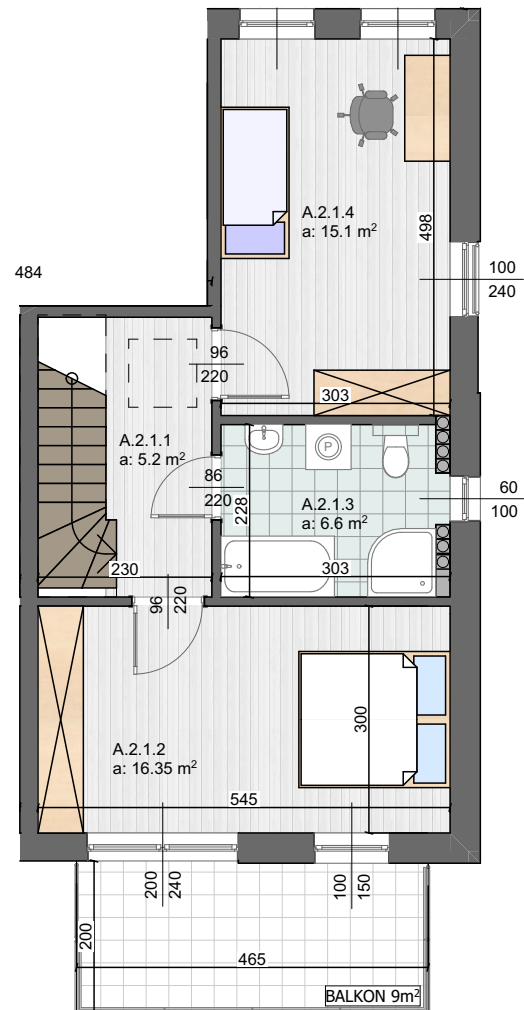 A.2.1.4
a: 15.1 m²
498
484
100
240
96
220
303
A.2.1.1
a: 5.2 m²
P
86
220
228
A.2.1.3
a: 6.6 m²
60
100
230
303
96
220
A.2.1.2
a: 16.35 m²
300
545
200
240
100
150
200
465
BALKON 9m²